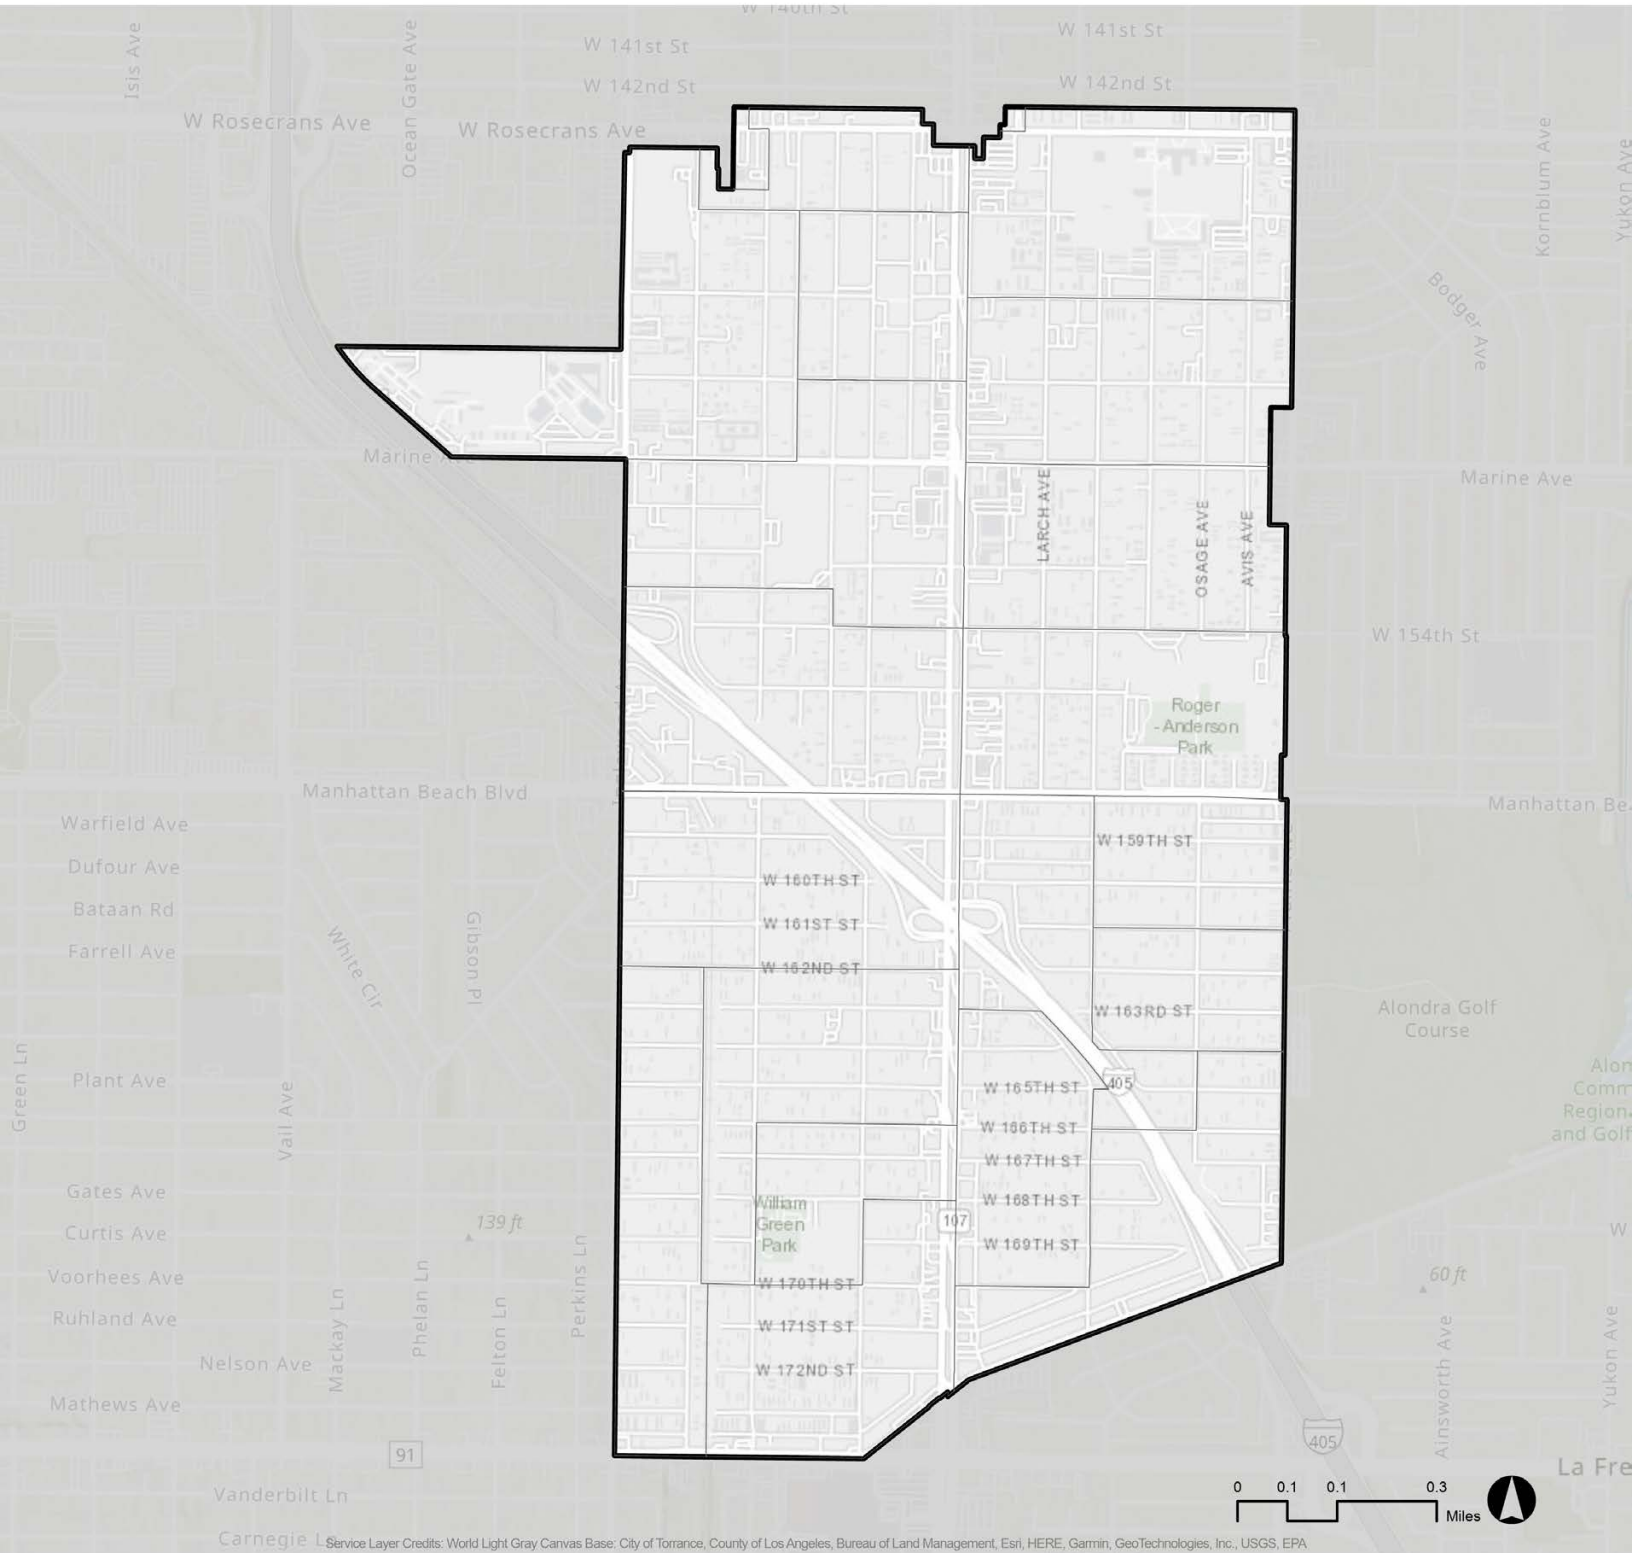 W 140th St
W 141st St
W 141st St
W 142nd St
W 142nd St
Isis Ave
Ocean Gate Ave
W Rosecrans Ave
W Rosecrans Ave
Kornblum Ave
Yukon Ave
Bodger Ave
Marine Ave
Marine Ave
LARCH AVE
OSAGE AVE
AVIS AVE
W 154th St
Roger
- Anderson
Park
Manhattan Beach Blvd
Manhattan Be
Warfield Ave
Dufour Ave
Bataan Rd
Farrell Ave
White Cir
Gibson Pl
W 159TH ST
W 160TH ST
W 161ST ST
W 162ND ST
W 163RD ST
Alondra Golf
Course
Green Ln
Plant Ave
Vail Ave
W 165TH ST
405
W 166TH ST
W 167TH ST
W 168TH ST
W 169TH ST
Alon
Comm
Regiona
and Golf
Gates Ave
Curtis Ave
Voorhees Ave
Ruhland Ave
Nelson Ave
Mathews Ave
139 ft
William
Green
Park
107
W 170TH ST
W 171ST ST
W 172ND ST
Mackay Ln
Phelan Ln
Felton Ln
Perkins Ln
W
60 ft
Ainsworth Ave
Yukon Ave
91
405
La Fre
Vanderbilt Ln
Carnegie Ln
0 0.1 0.1 0.3
Miles
Service Layer Credits: World Light Gray Canvas Base: City of Torrance, County of Los Angeles, Bureau of Land Management, Esri, HERE, Garmin, GeoTechnologies, Inc., USGS, EPA